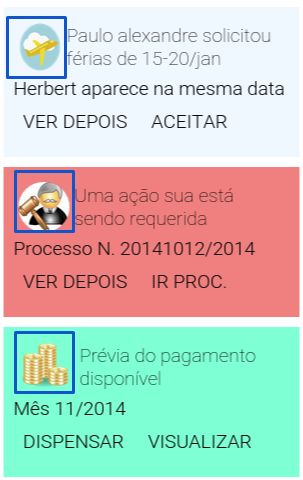 Paulo alexandre solicitou
férias de 15-20/jan
Herbert aparece na mesma data
VER DEPOIS ACEITAR
Uma ação sua está
sendo requerida
Processo N. 20141012/2014
VER DEPOIS IR PROC.
Prévia do pagamento
disponível
Mês 11/2014
DISPENSAR VISUALIZAR